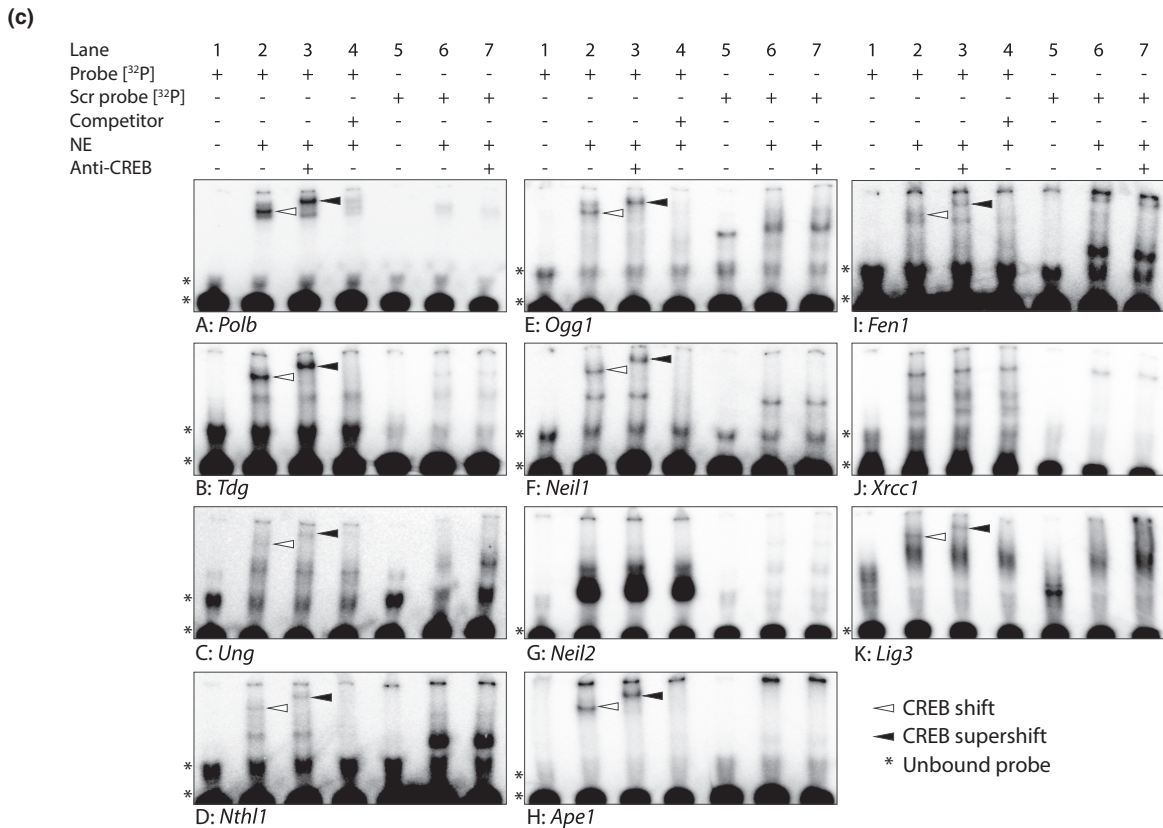 (c)
Lane 1 2 3 4 5 6 7 1 2 3 4 5 6 7 1 2 3 4 5 6 7
Probe [32P] + + + + - - - + + + + - - - + + + + - - -
Scr probe [32P] - - - - + + + - - - - + + + - - - - + + +
Competitor - - - + - - - - - - + - - - - - - + - - -
NE - + + + - + + - + + + - + + - + + + - + +
Anti-CREB - - + - - - + - - + - - - + - - + - - - +
* *
A: Polb
* *
E: Ogg1
* *
I: Fen1
* *
B: Tdg
* *
F: Neil1
* *
J: Xrcc1
* *
C: Ung
*
G: Neil2
*
K: Lig3
* *
D: Nthl1
* *
H: Ape1
CREB shift
CREB supershift
* Unbound probe